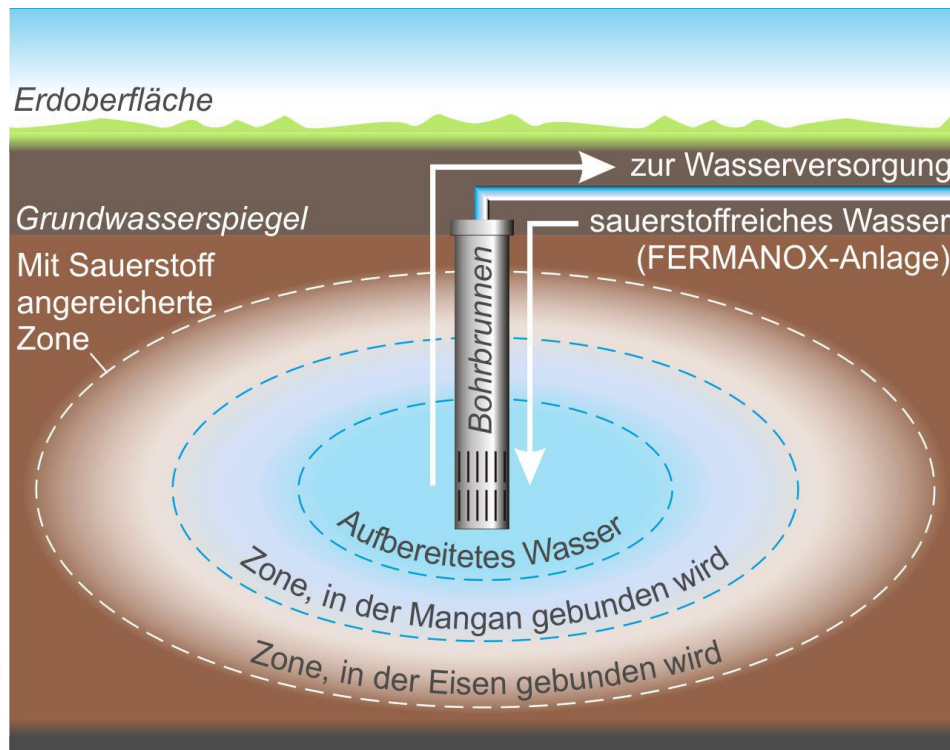 Erdoberfläche
zur Wasserversorgung
Grundwasserspiegel
sauerstoffreiches Wasser
(FERMANOX-Anlage)
Mit Sauerstoff
angereicherte
Zone
Bohrbrunnen
Aufbereitetes Wasser
Zone, in der Mangan gebunden wird
Zone, in der Eisen gebunden wird